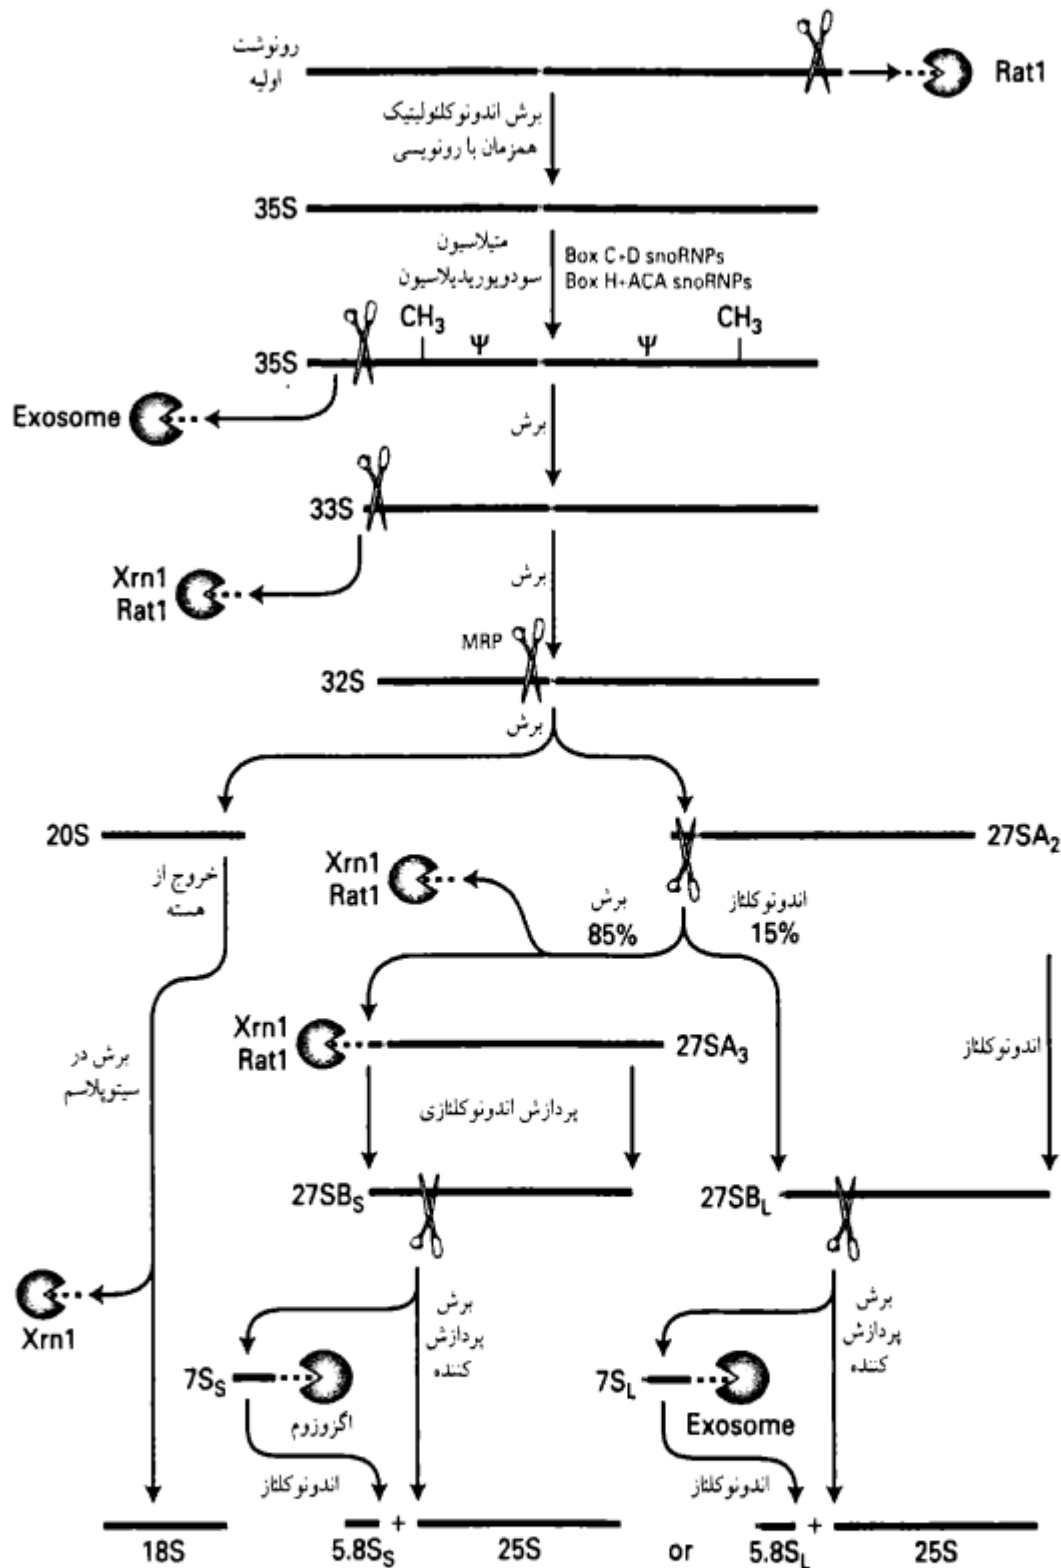 رونوشت
اولیه
Rat1
برش اندونوکلئولیتیک
همزمان با رونویسی
35S
متیلاسیون
سودویوریدیلاسیون
Box C+D snoRNPs
Box H+ACA snoRNPs
CH3
Ψ
Ψ
CH3
35S
Exosome
برش
33S
Xrn1
Rat1
برش
MRP
32S
برش
20S
27SA2
خروج از
هسته
Xrn1
Rat1
برش
85%
اندونوکلئاز
15%
Xrn1
Rat1
27SA3
برش در
سیتوپلاسم
پردازش اندونوکلئازی
اندونوکلئاز
27SBS
27SBL
Xrn1
برش
پردازش
کننده
برش
پردازش
کننده
7SS
اگزوزوم
7SL
Exosome
اندونوکلئاز
اندونوکلئاز
18S
5.8SS
+
25S
or
5.8SL
+
25S